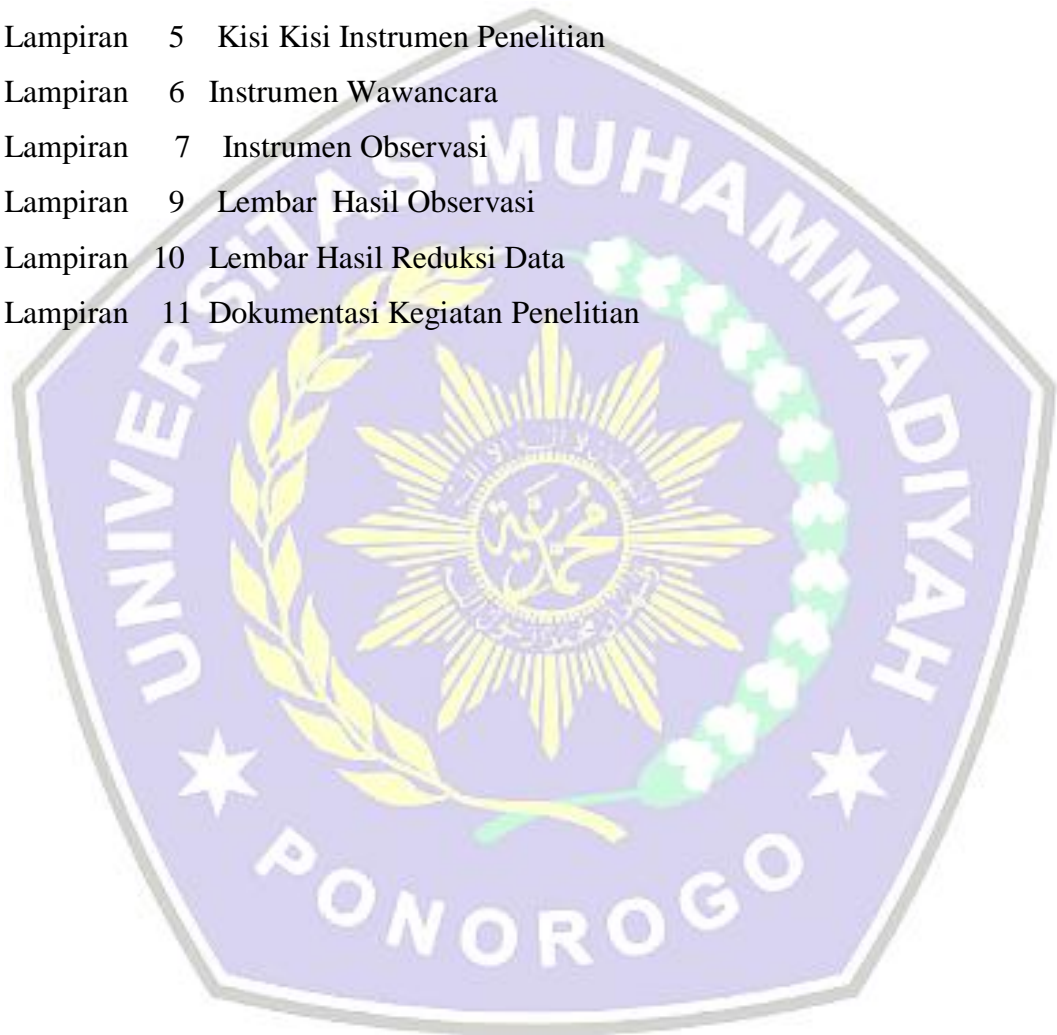 Lampiran 5 Kisi Kisi Instrumen Penelitian
Lampiran 6 Instrumen Wawancara
Lampiran 7 Instrumen Observasi
Lampiran 9 Lembar Hasil Observasi
Lampiran 10 Lembar Hasil Reduksi Data
Lampiran 11 Dokumentasi Kegiatan Penelitian
UNIVERSITAS MUHAMMADIYAH
محمدية
PONOROGO